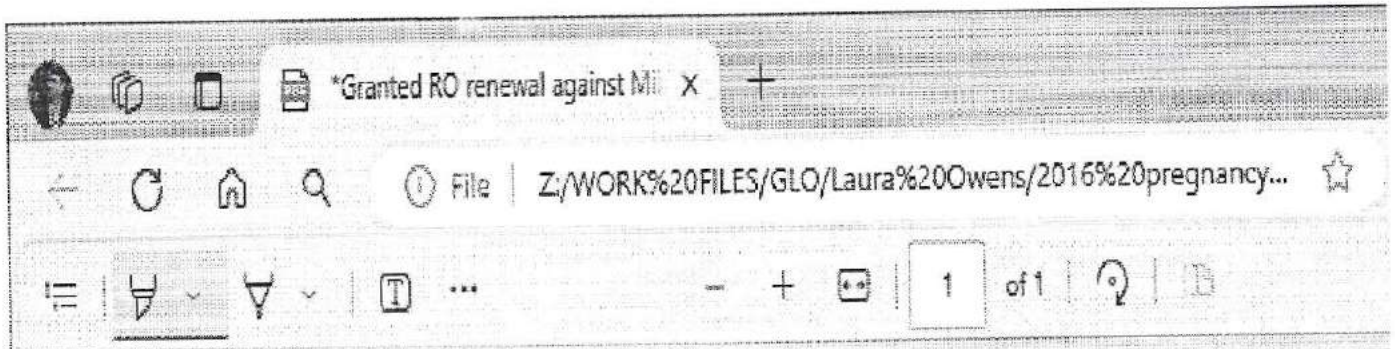 *Granted RO renewal against Mi
File Z:/WORK%20FILES/GLO/Laura%20Owens/2016%20pregnancy...
1 of 1